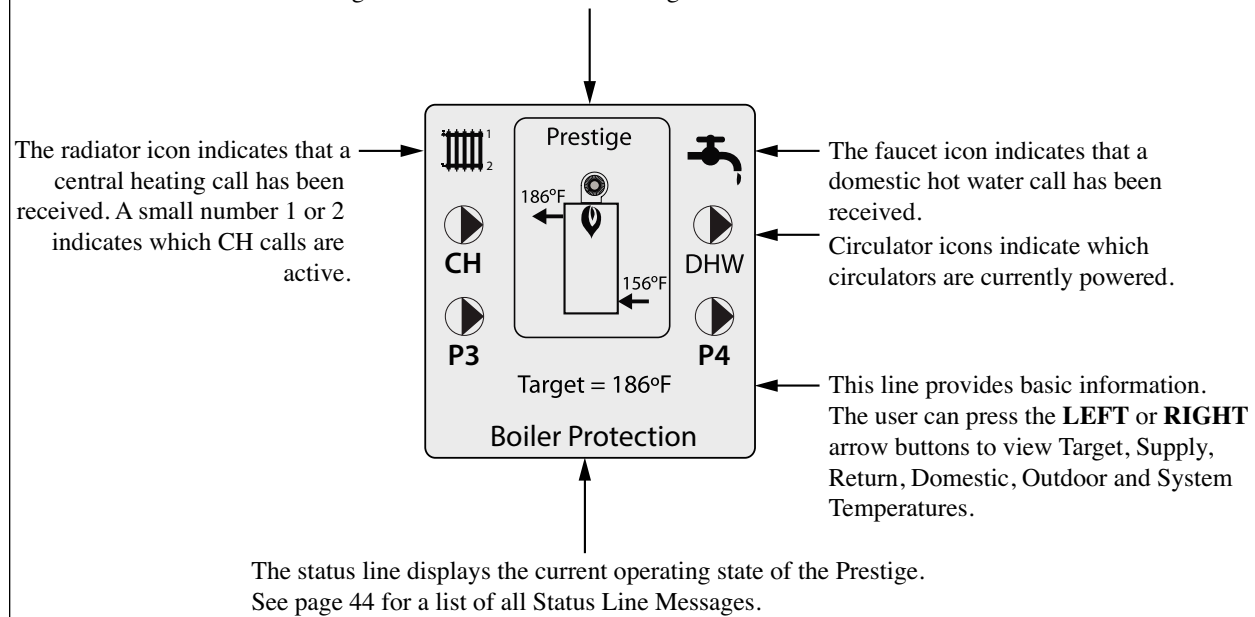 The radiator icon indicates that a
central heating call has been
received. A small number 1 or 2
indicates which CH calls are
active.
1
2
Prestige
186ºF
156ºF
CH
DHW
P3
P4
Target = 186ºF
Boiler Protection
The faucet icon indicates that a
domestic hot water call has been
received.
Circulator icons indicate which
circulators are currently powered.
This line provides basic information.
The user can press the LEFT or RIGHT
arrow buttons to view Target, Supply,
Return, Domestic, Outdoor and System
Temperatures.
The status line displays the current operating state of the Prestige.
See page 44 for a list of all Status Line Messages.